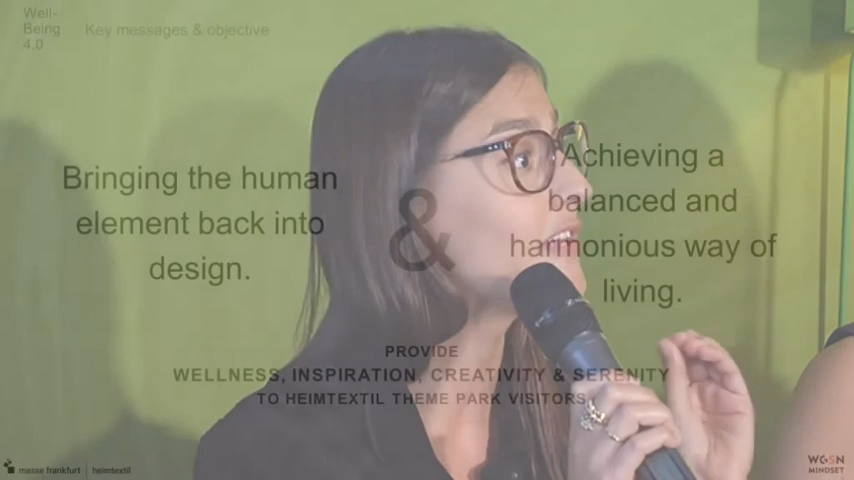 Well-
Being
4.0
Key messages & objective
Bringing the human
element back into
design.
&
Achieving a
balanced and
harmonious way of
living.
PROVIDE
WELLNESS, INSPIRATION, CREATIVITY & SERENITY
TO HEIMTEXTIL THEME PARK VISITORS
messe frankfurt | heimtextil
WGSN
MINDSET